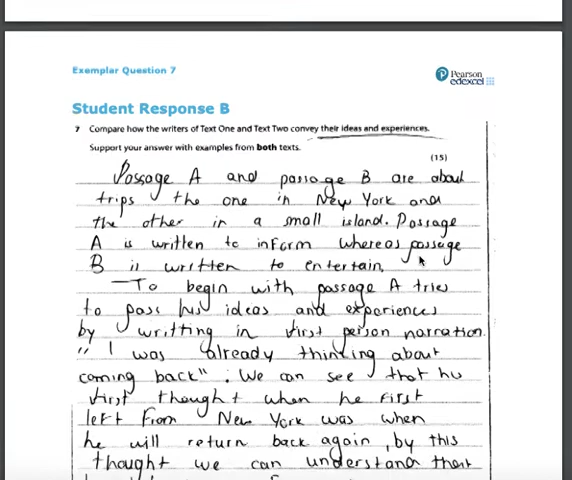 Exemplar Question 7
Pearson
edexcel
Student Response B
7 Compare how the writers of Text One and Text Two convey their ideas and experiences.
Support your answer with examples from both texts.
(15)
Passage A and passage B are about
trips the one in New York and
the other in a small island. Passage
A is written to inform whereas passage
B is written to entertain.
To begin with passage A tries
to pass his ideas and experiences
by writting in first person narration
" I was already thinking about
coming back". We can see that his
first thought when he first
left from New York was when
he will return back again, by this
thought we can understand that